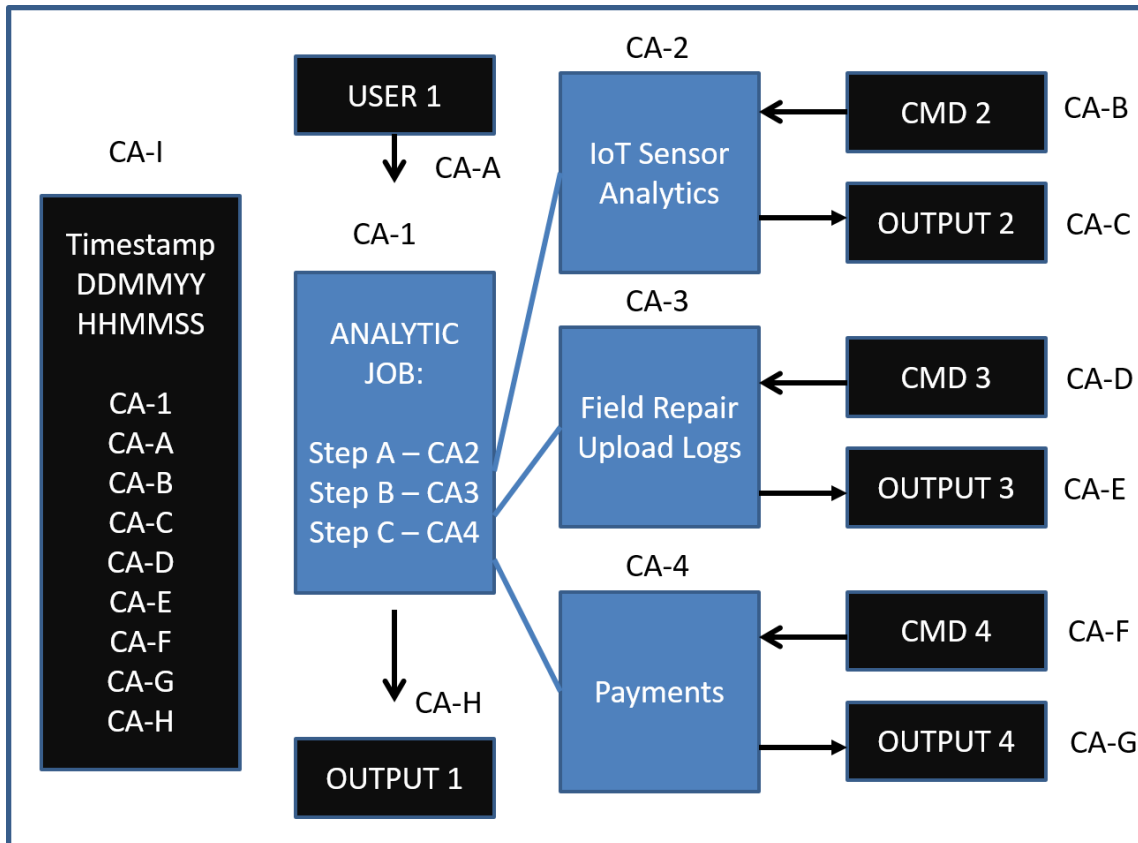 CA-I
Timestamp
DDMMYY
HHMMSS
CA-1
CA-A
CA-B
CA-C
CA-D
CA-E
CA-F
CA-G
CA-H
USER 1
CA-A
CA-1
ANALYTIC
JOB:
Step A – CA2
Step B – CA3
Step C – CA4
CA-H
OUTPUT 1
CA-2
IoT Sensor
Analytics
CMD 2
CA-B
OUTPUT 2
CA-C
CA-3
Field Repair
Upload Logs
CMD 3
CA-D
OUTPUT 3
CA-E
CA-4
Payments
CMD 4
CA-F
OUTPUT 4
CA-G